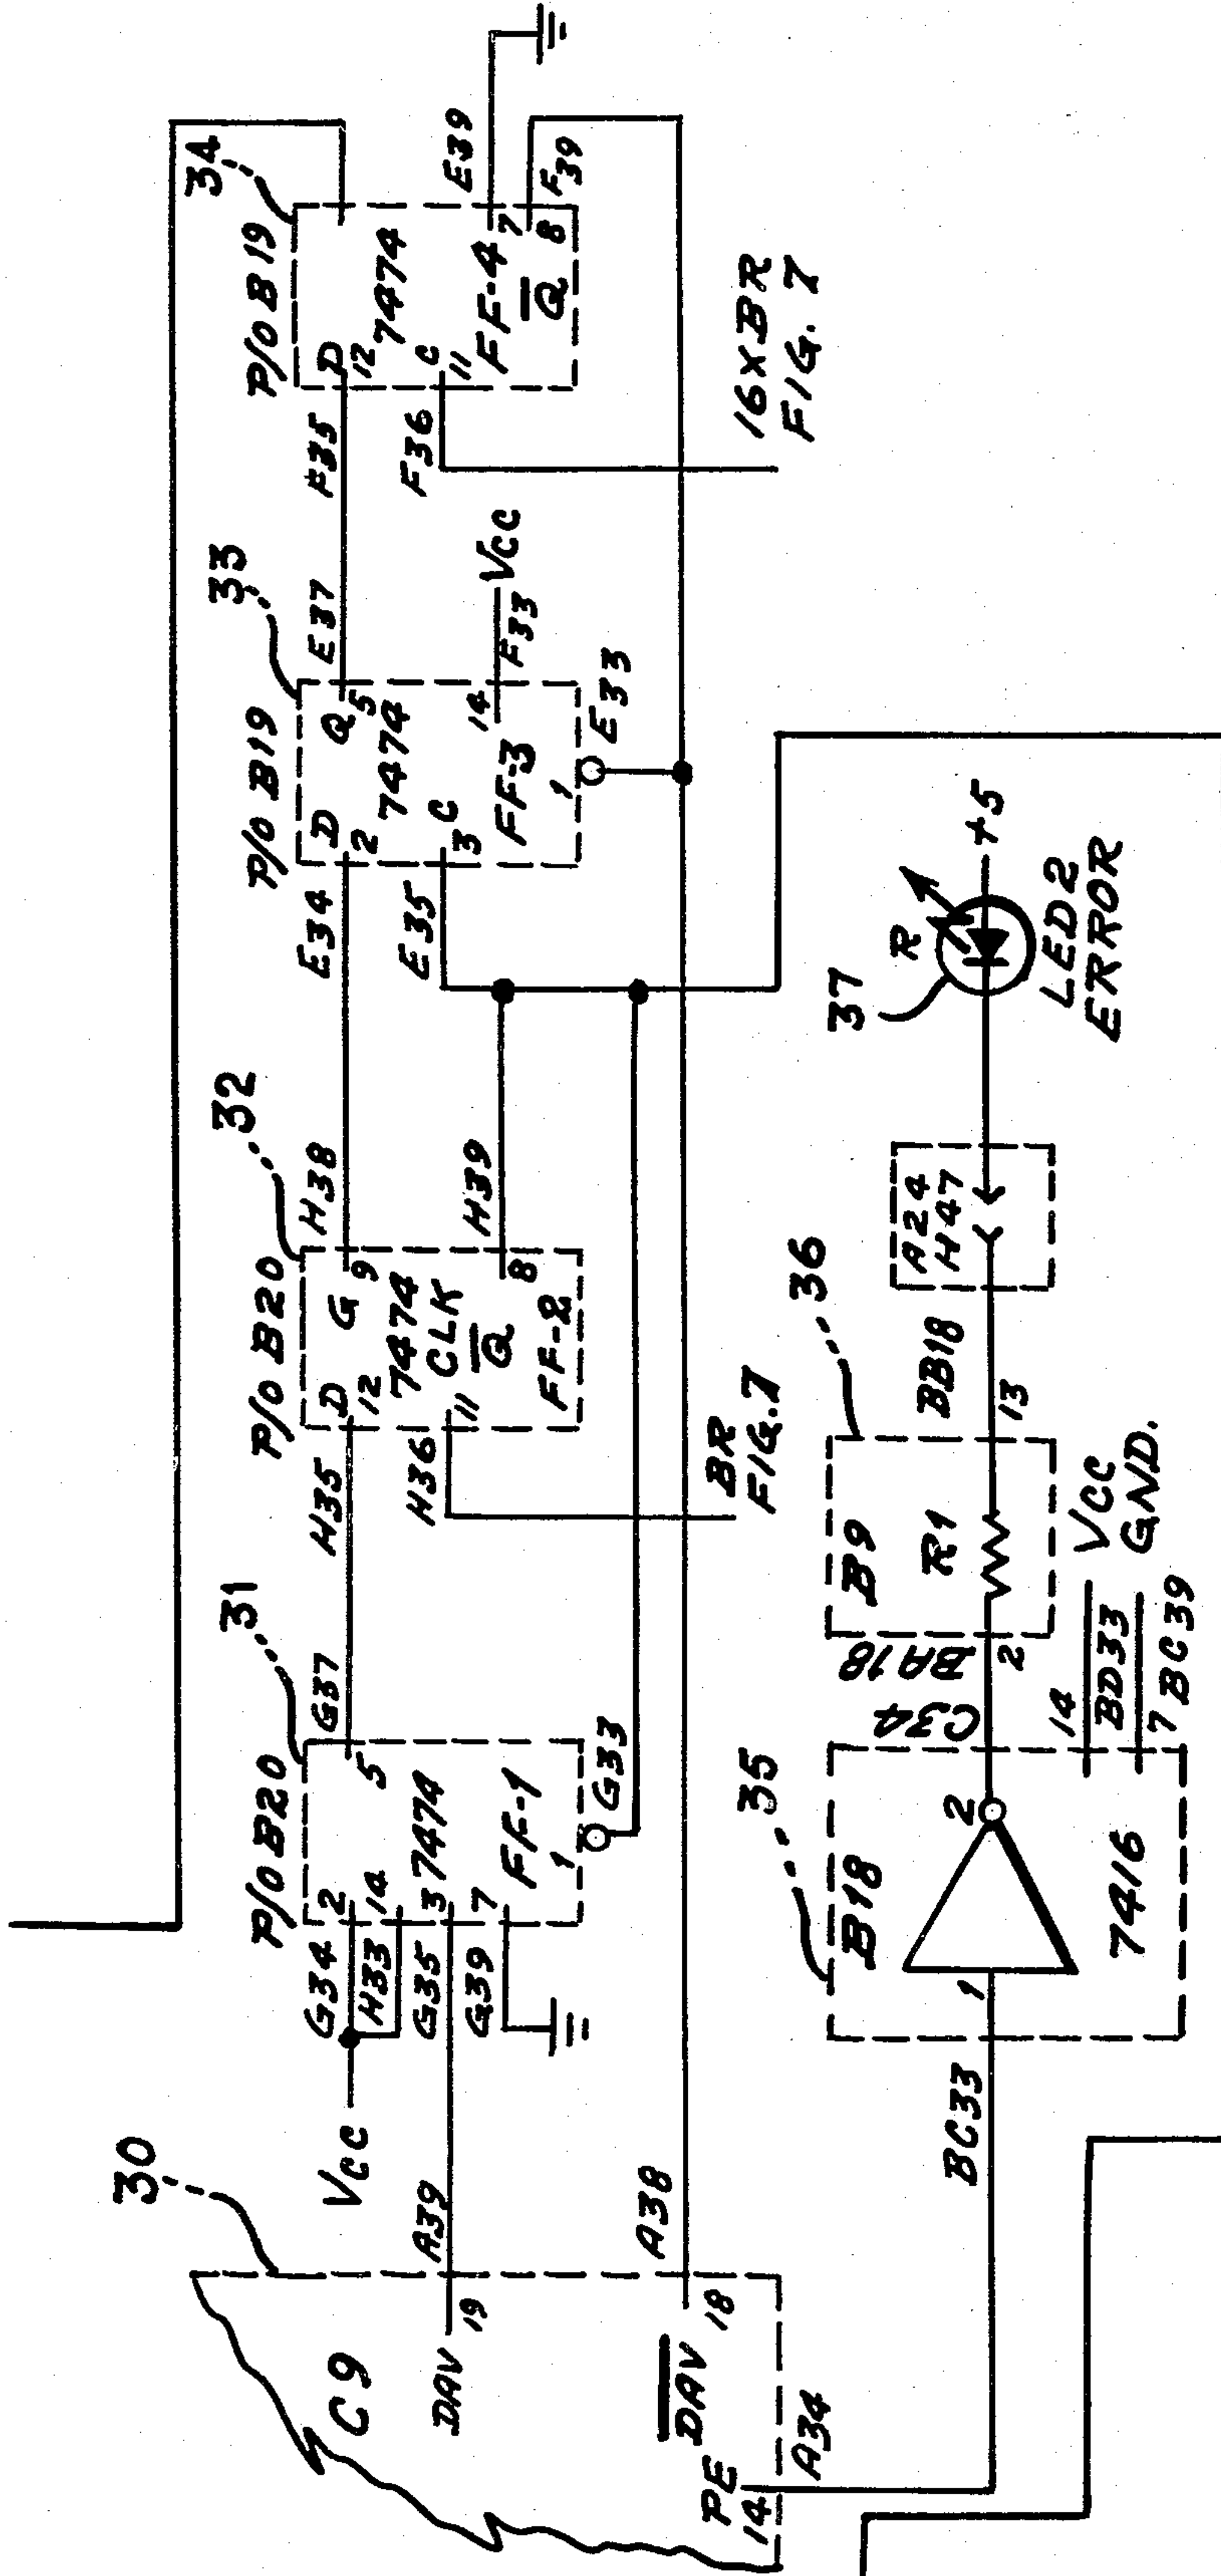 30
C9
DAV
19
A39
DAV
18
A38
PE
14
A34
VCC
31
P/O B20
G34
2
H33
14
G35
3
G39
7
7474
FF-1
5
G37
1
G33
32
P/O B20
H35
D
12
G
9
H38
7474
CLK
H36
11
Q
8
H39
FF-2
BR
FIG. 7
33
P/O B19
E34
D
2
Q
5
E37
7474
E35
3
C
FF-3
14
F33
VCC
1
E33
34
P/O B19
F35
D
12
7474
F36
C
11
FF-4
7
E39
Q
8
F39
16XBR
FIG. 7
BC33
35
B18
1
2
7416
C34
BA18
14
BD33
VCC
7
BC39
GND.
36
B9
R1
2
13
BB18
A24
H47
37
R
+5
LED2
ERROR